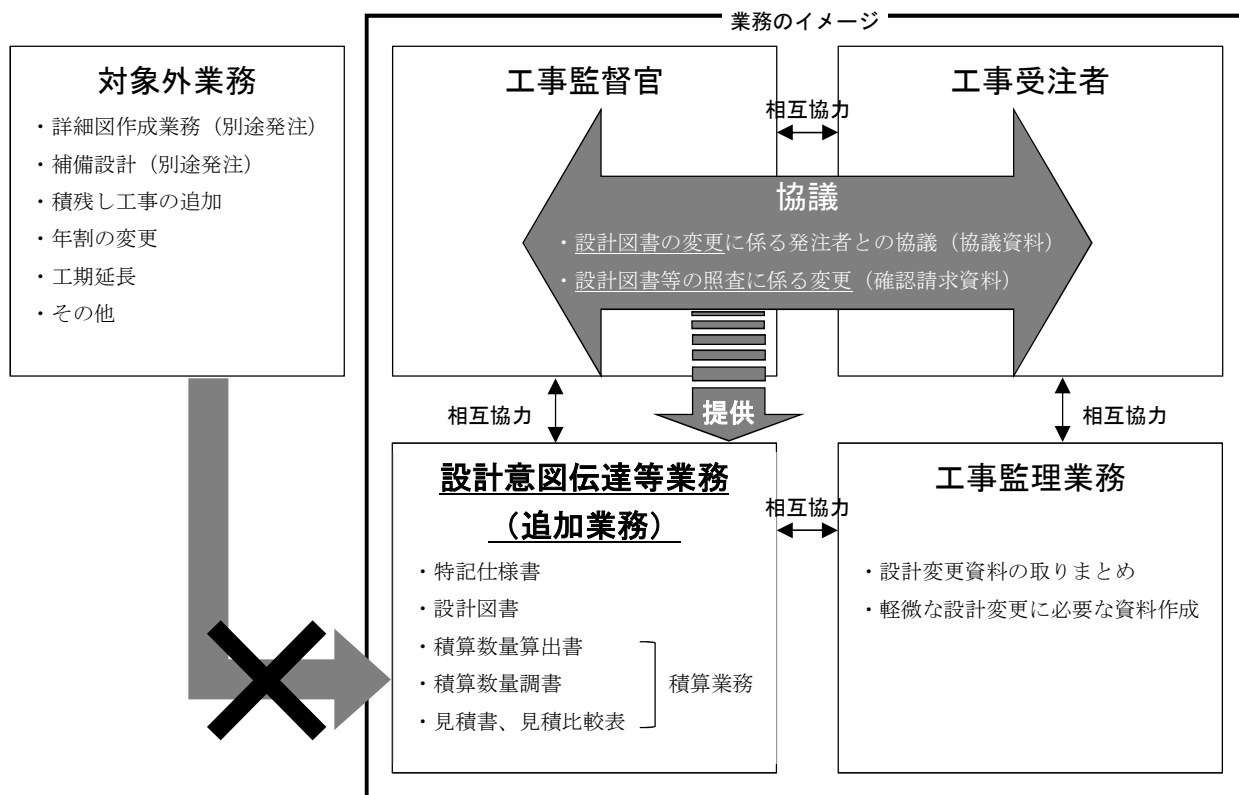 業務のイメージ
対象外業務
・詳細図作成業務（別途発注）
・補備設計（別途発注）
・積残し工事の追加
・年割の変更
・工期延長
・その他
工事監督官
相互協力
工事受注者
協議
・設計図書の変更に係る発注者との協議（協議資料）
・設計図書等の照査に係る変更（確認請求資料）
提供
相互協力
相互協力
設計意図伝達等業務
（追加業務）
・特記仕様書
・設計図書
・積算数量算出書
・積算数量調書
・見積書、見積比較表
積算業務
相互協力
工事監理業務
・設計変更資料の取りまとめ
・軽微な設計変更に必要な資料作成